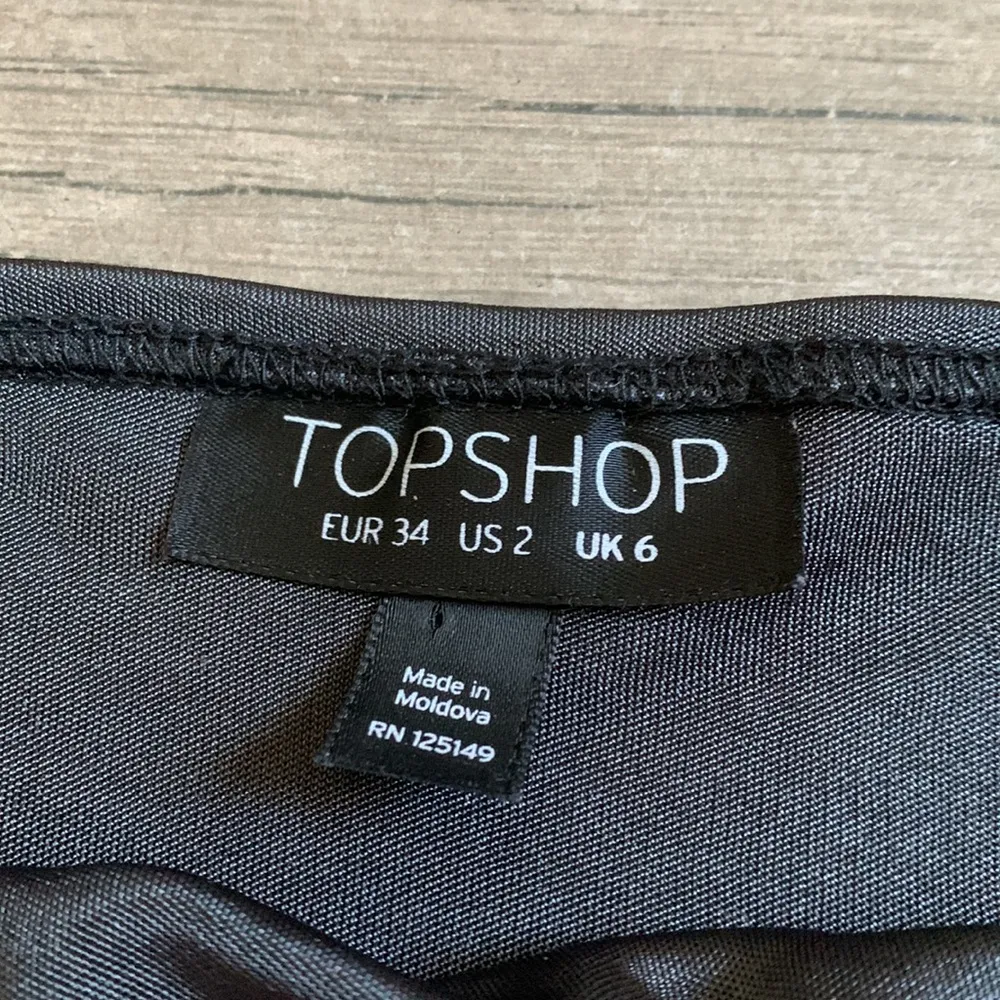 TOPSHOP
EUR 34 US 2 UK 6
Made in
Moldova
RN 125149